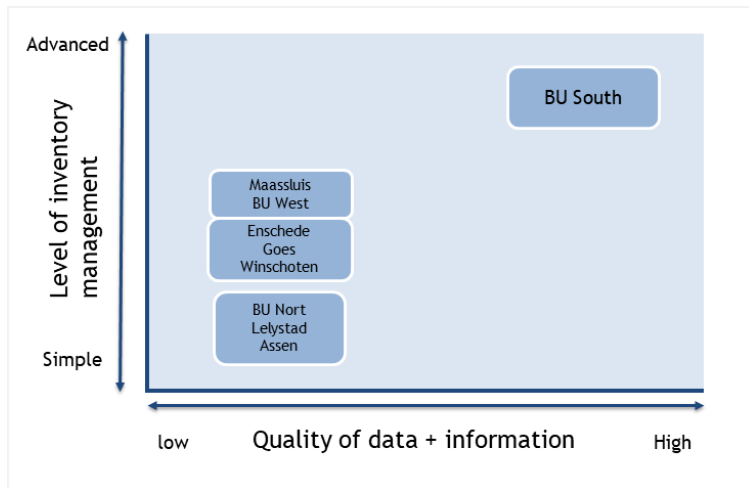 Advanced
Level of inventory
management
Simple
BU South
Maassluis
BU West
Enschede
Goes
Winschoten
BU Nort
Lelystad
Assen
low
Quality of data + information
High